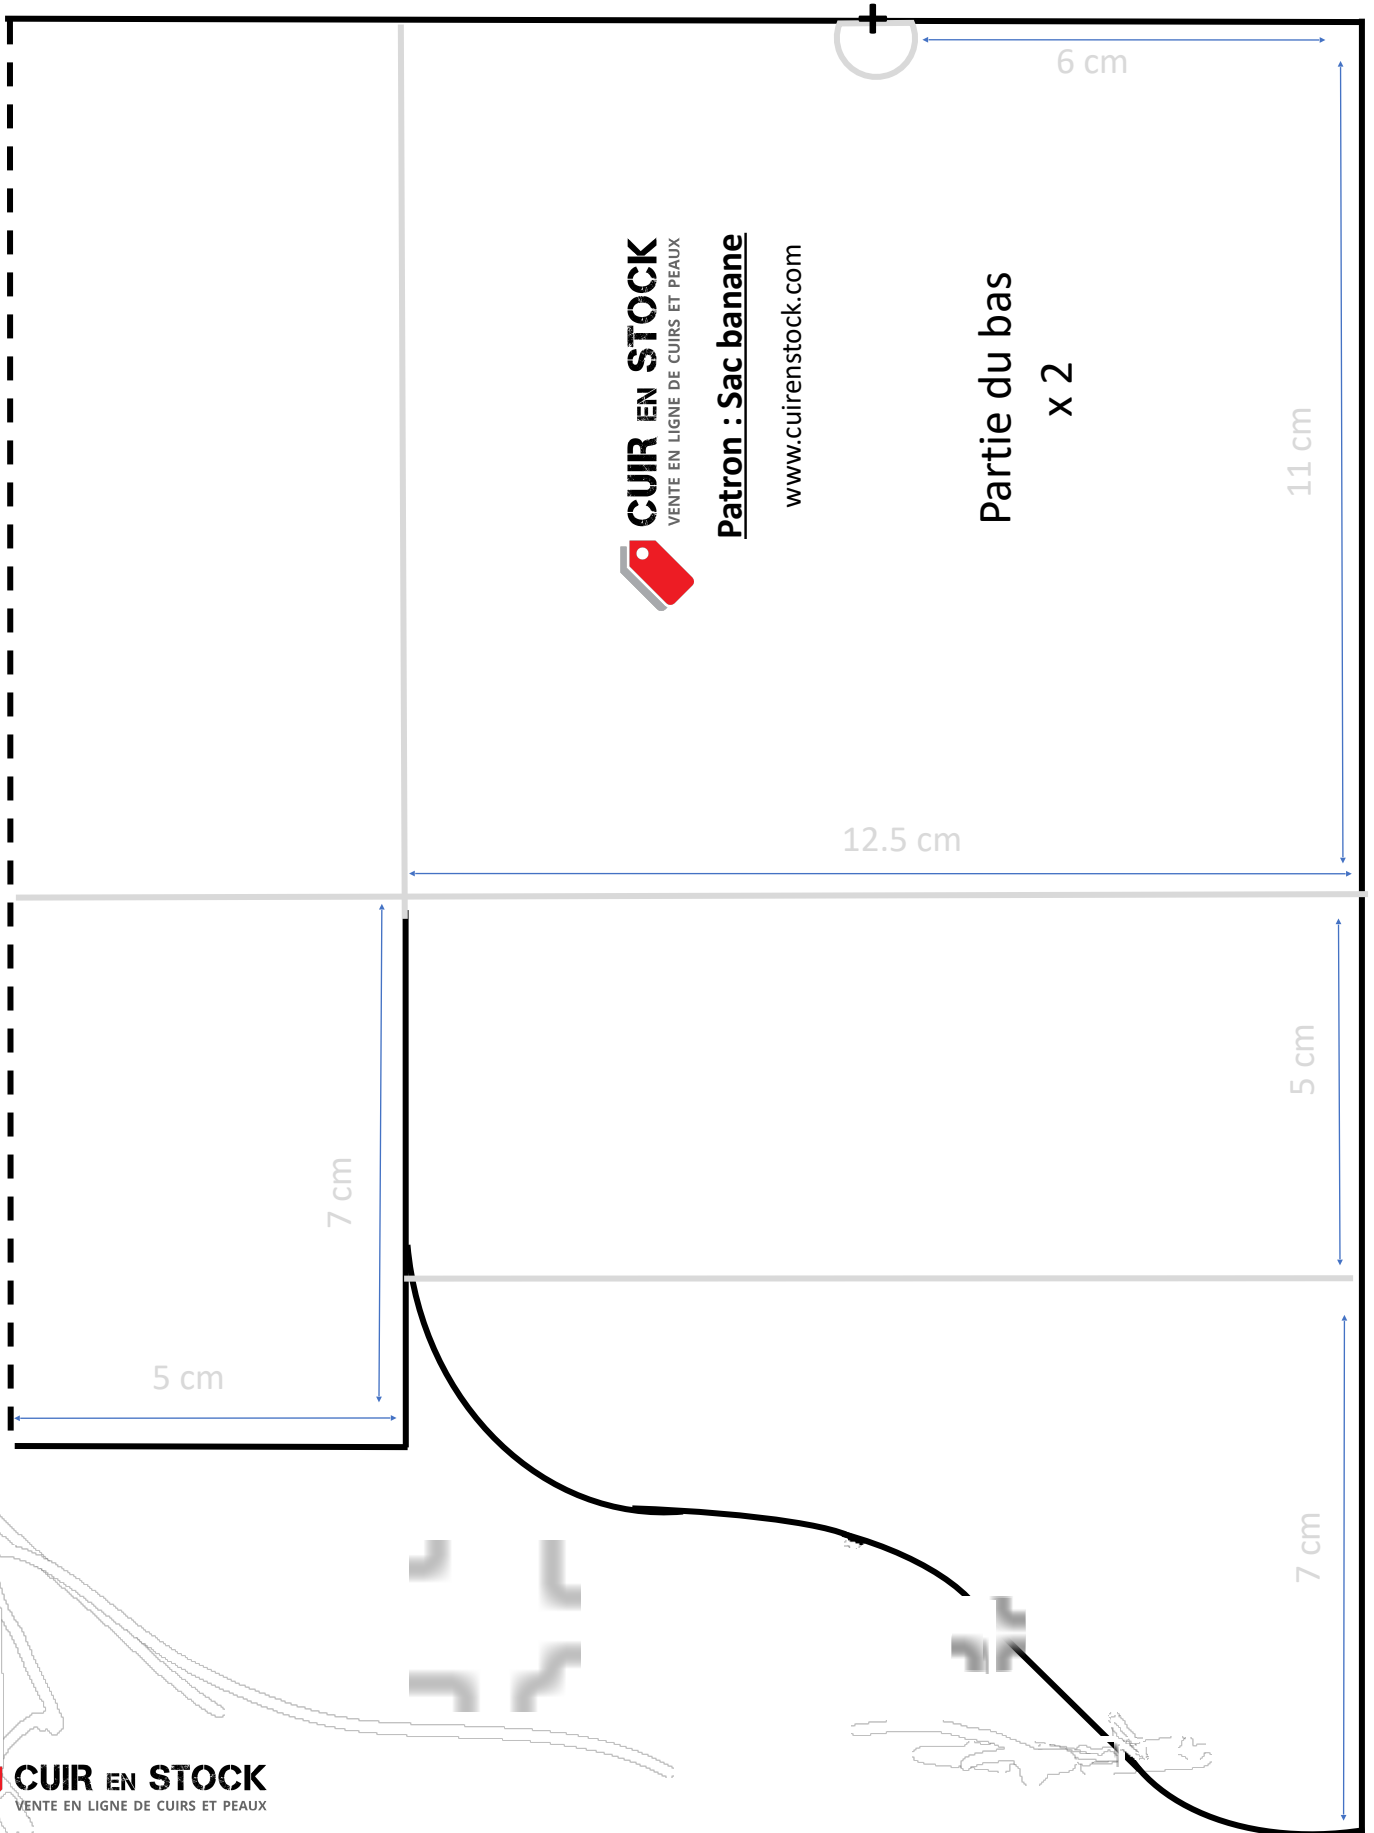 6 cm
CUIR EN STOCK
VENTE EN LIGNE DE CUIRS ET PEAUX
Patron : Sac banane
www.cuirenstock.com
Partie du bas
x 2
11 cm
12.5 cm
5 cm
7 cm
5 cm
7 cm
CUIR EN STOCK
VENTE EN LIGNE DE CUIRS ET PEAUX